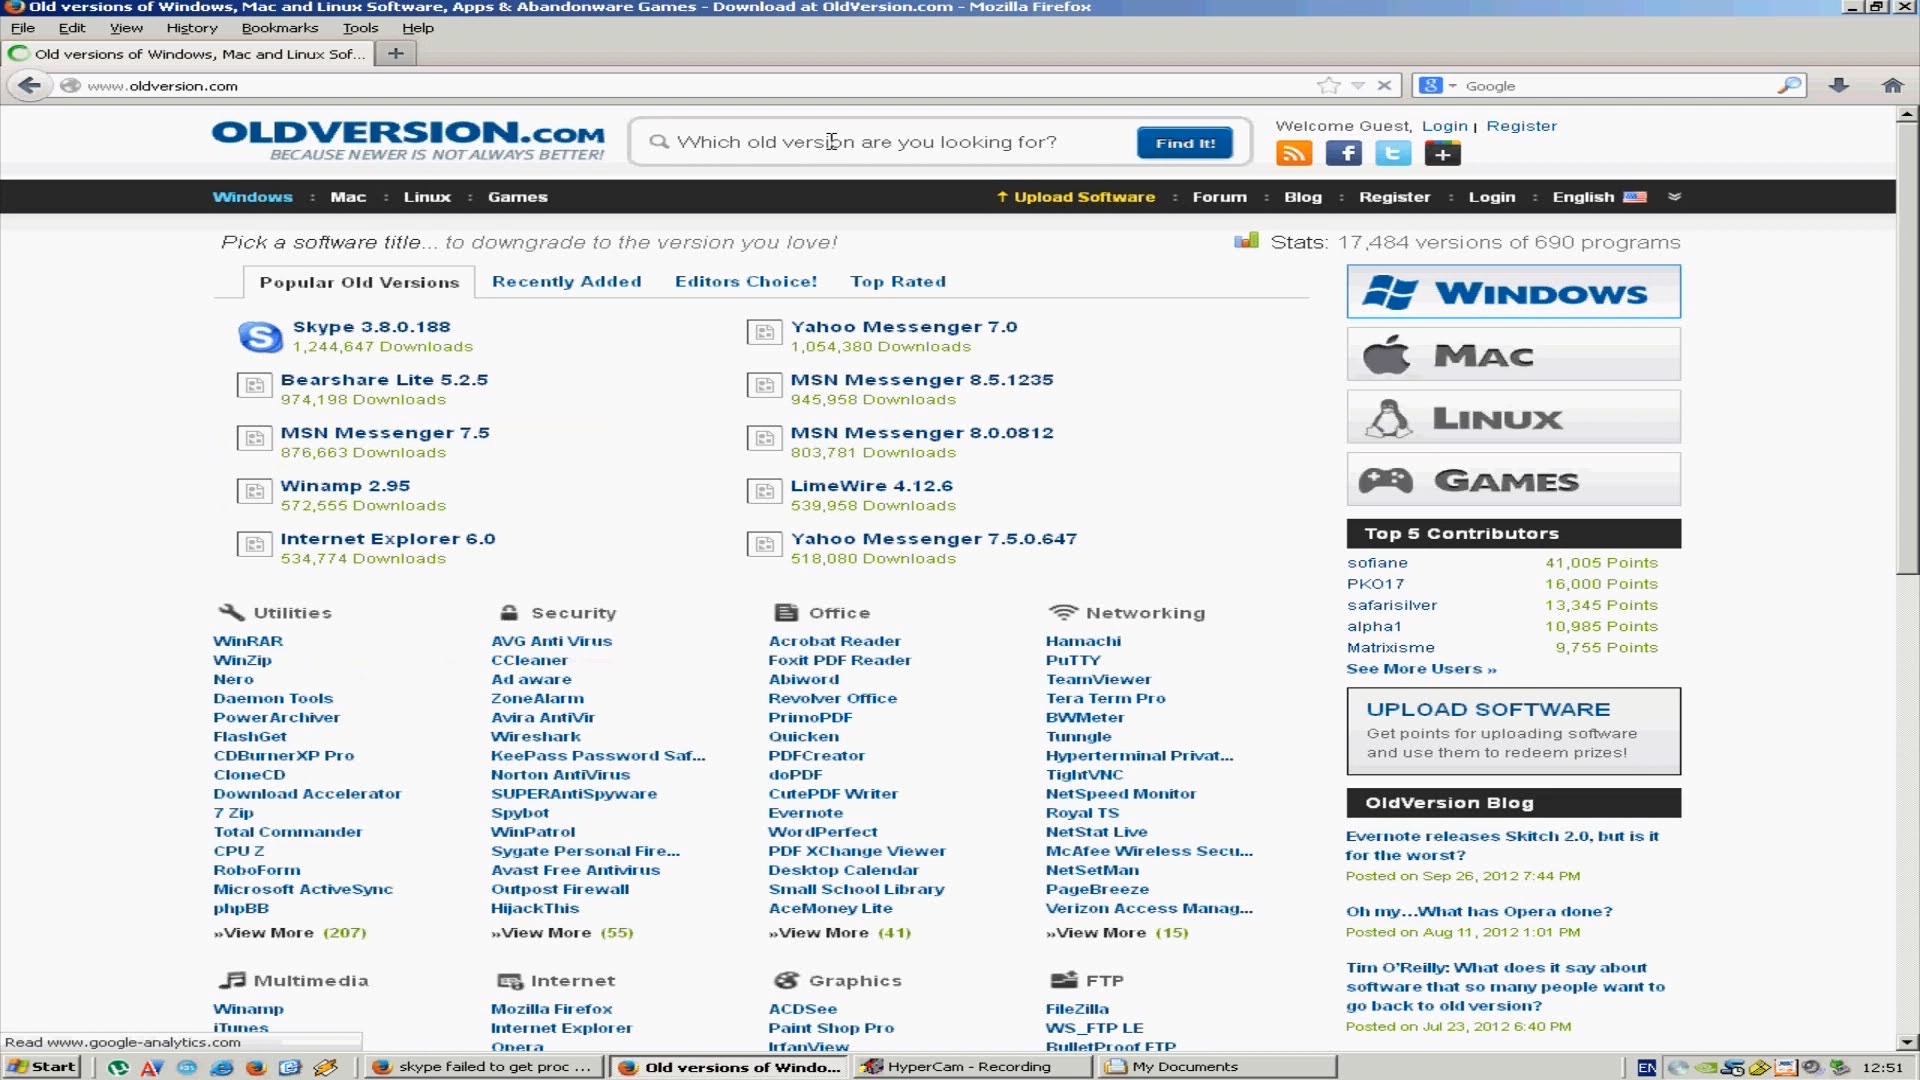 Old versions of Windows, Mac and Linux Software, Apps & Abandonware Games - Download at OldVersion.com - Mozilla Firefox
File Edit View History Bookmarks Tools Help
Old versions of Windows, Mac and Linux Sof...
www.oldversion.com
Google
OLDVERSION.COM
BECAUSE NEWER IS NOT ALWAYS BETTER!
Which old version are you looking for?
Find It!
Welcome Guest, Login | Register
Windows : Mac : Linux : Games
Upload Software : Forum : Blog : Register : Login : English
Pick a software title... to downgrade to the version you love!
Stats: 17,484 versions of 690 programs
Popular Old Versions
Recently Added
Editors Choice!
Top Rated
Skype 3.8.0.188
1,244,647 Downloads
Yahoo Messenger 7.0
1,054,380 Downloads
Bearshare Lite 5.2.5
974,198 Downloads
MSN Messenger 8.5.1235
945,958 Downloads
MSN Messenger 7.5
876,663 Downloads
MSN Messenger 8.0.0812
803,781 Downloads
Winamp 2.95
572,555 Downloads
LimeWire 4.12.6
539,958 Downloads
Internet Explorer 6.0
534,774 Downloads
Yahoo Messenger 7.5.0.647
518,080 Downloads
Utilities
WinRAR
WinZip
Nero
Daemon Tools
PowerArchiver
FlashGet
CDBurnerXP Pro
CloneCD
Download Accelerator
7 Zip
Total Commander
CPU Z
RoboForm
Microsoft ActiveSync
phpBB
»View More (207)
Security
AVG Anti Virus
CCleaner
Ad aware
ZoneAlarm
Avira AntiVir
Wireshark
KeePass Password Saf...
Norton AntiVirus
SUPERAntiSpyware
Spybot
WinPatrol
Sygate Personal Fire...
Avast Free Antivirus
Outpost Firewall
HijackThis
»View More (55)
Office
Acrobat Reader
Foxit PDF Reader
Abiword
Revolver Office
PrimoPDF
Quicken
PDFCreator
doPDF
CutePDF Writer
Evernote
WordPerfect
PDF XChange Viewer
Desktop Calendar
Small School Library
AceMoney Lite
»View More (41)
Networking
Hamachi
PuTTY
TeamViewer
Tera Term Pro
BWMeter
Tunngle
Hyperterminal Privat...
TightVNC
NetSpeed Monitor
Royal TS
NetStat Live
McAfee Wireless Secu...
NetSetMan
PageBreeze
Verizon Access Manag...
»View More (15)
Multimedia
Winamp
iTunes
Internet
Mozilla Firefox
Internet Explorer
Opera
Graphics
ACDSee
Paint Shop Pro
IrfanView
FTP
FileZilla
WS_FTP LE
BulletProof FTP
WINDOWS
MAC
LINUX
GAMES
Top 5 Contributors
sofiane 41,005 Points
PKO17 16,000 Points
safarisilver 13,345 Points
alpha1 10,985 Points
Matrixisme 9,755 Points
See More Users »
UPLOAD SOFTWARE
Get points for uploading software
and use them to redeem prizes!
OldVersion Blog
Evernote releases Skitch 2.0, but is it
for the worst?
Posted on Sep 26, 2012 7:44 PM
Oh my...What has Opera done?
Posted on Aug 11, 2012 1:01 PM
Tim O'Reilly: What does it say about
software that so many people want to
go back to old version?
Posted on Jul 23, 2012 6:40 PM
Read www.google-analytics.com
Start
skype failed to get proc ...
Old versions of Windo...
HyperCam - Recording
My Documents
EN
12:51